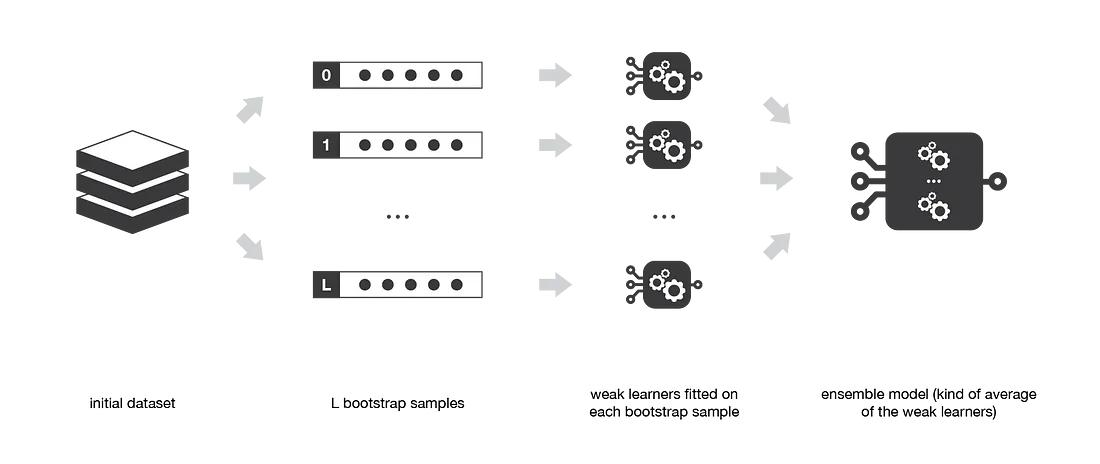 0
1
...
...
L
initial dataset
L bootstrap samples
weak learners fitted on
each bootstrap sample
ensemble model (kind of average
of the weak learners)